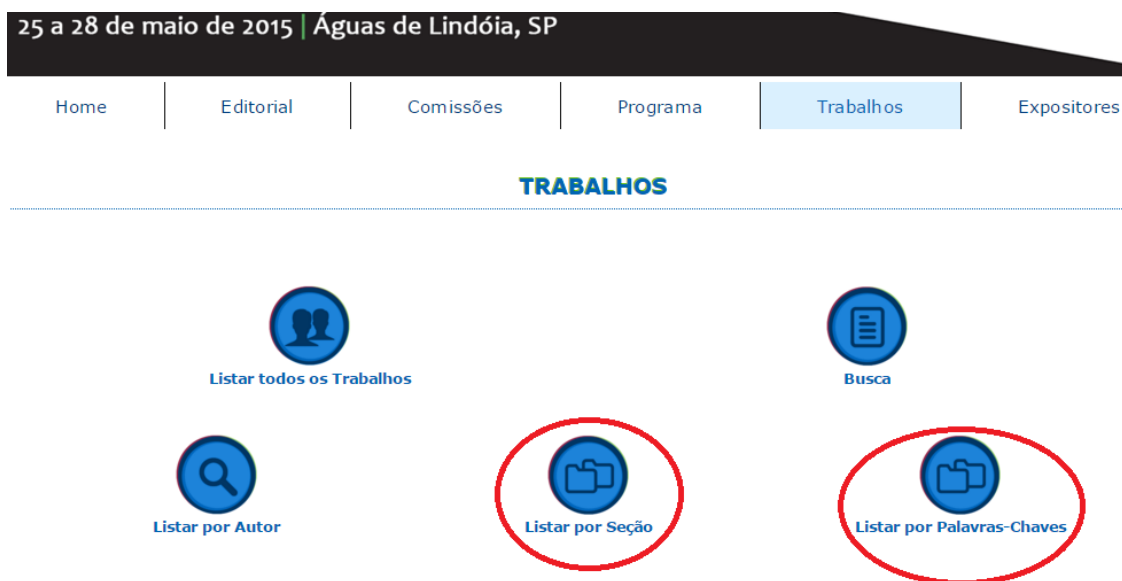 25 a 28 de maio de 2015 | Águas de Lindóia, SP
Home Editorial Comissões Programa Trabalhos Expositores
TRABALHOS
Listar todos os Trabalhos Busca
Listar por Autor Listar por Seção Listar por Palavras-Chaves